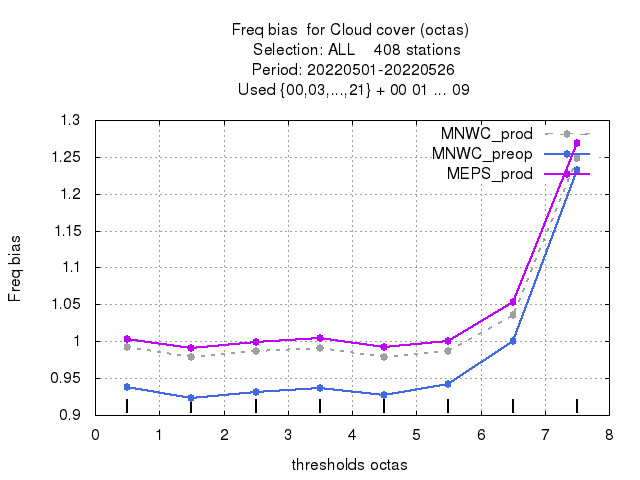 Freq bias  for Cloud cover (octas)
Selection: ALL    408 stations
Period: 20220501-20220526
Used {00,03,...,21} + 00 01 ... 09
MNWC_prod
MNWC_preop
MEPS_prod
Freq bias
1.3
1.25
1.2
1.15
1.1
1.05
1
0.95
0.9
0 1 2 3 4 5 6 7 8
thresholds octas